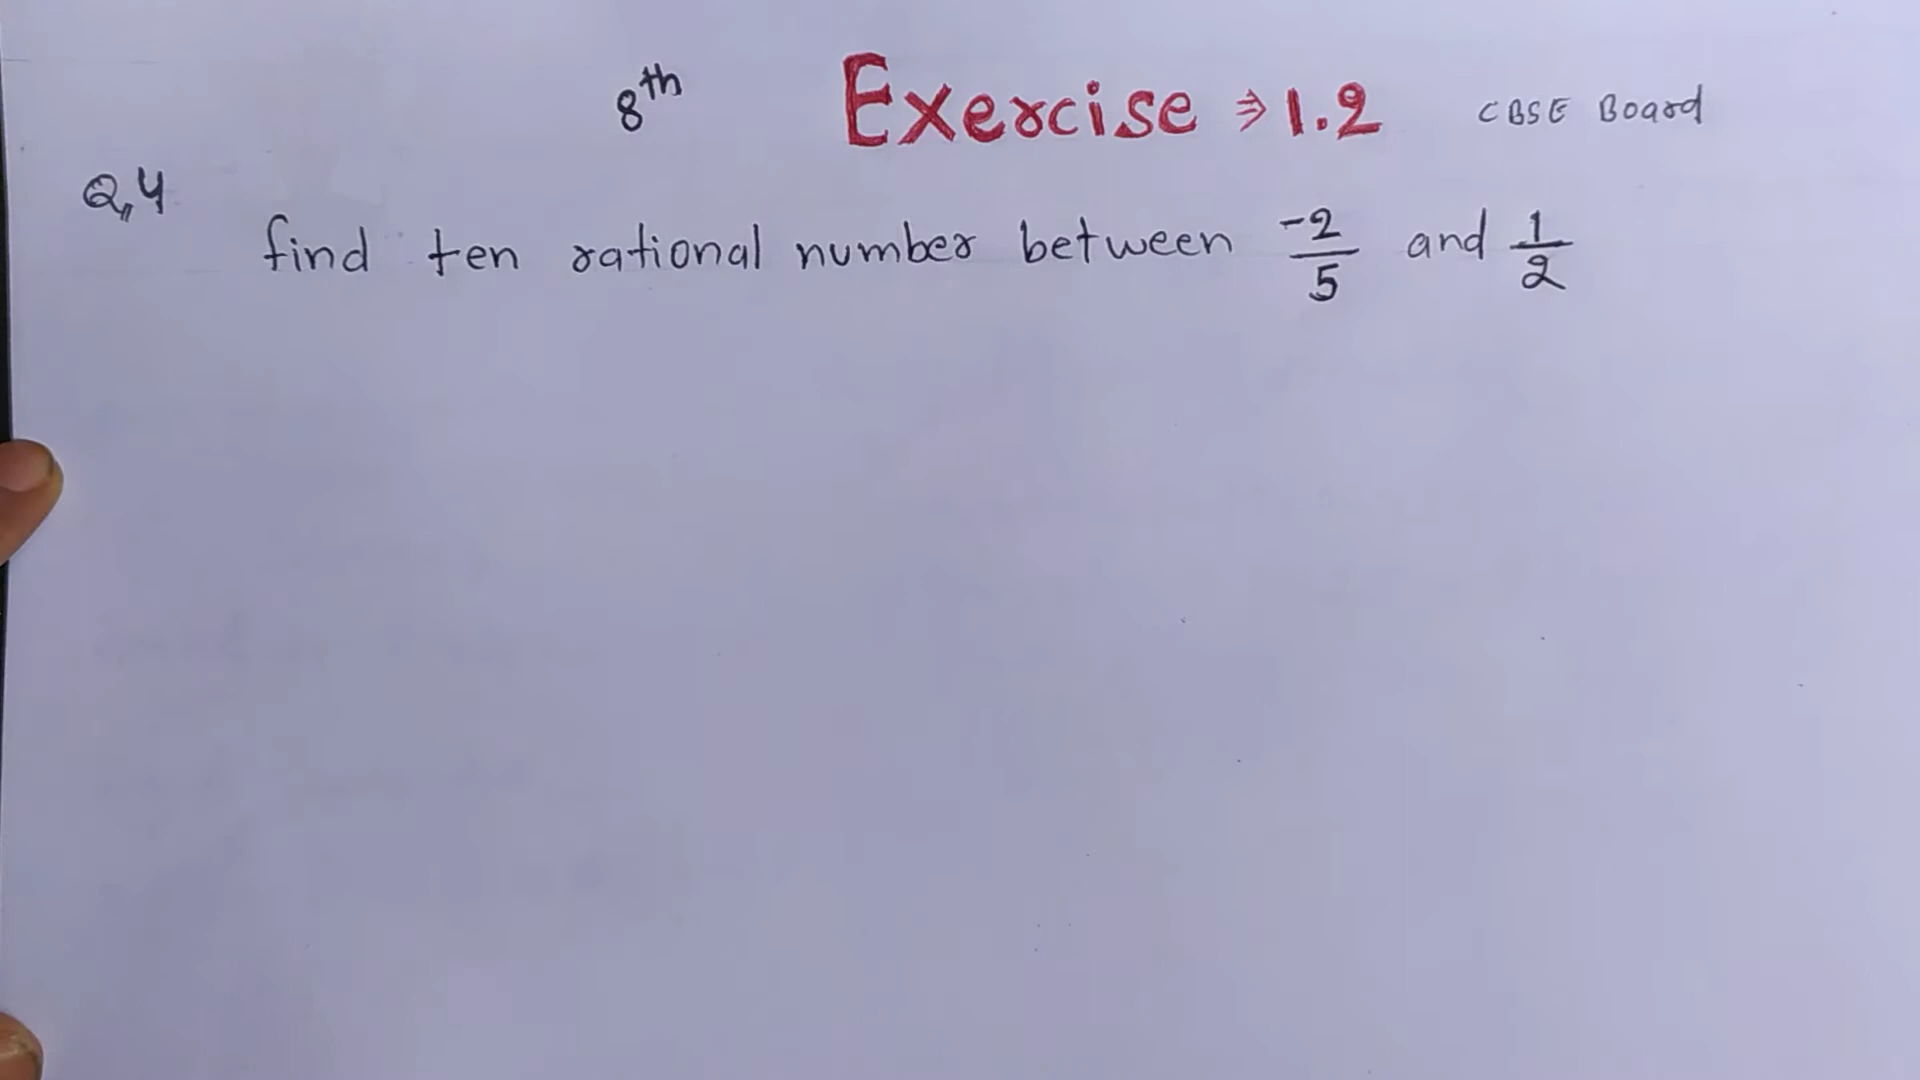 8th Exercise ⇒ 1.2 CBSE Board
Q,4
find ten rational number between -2/5 and 1/2